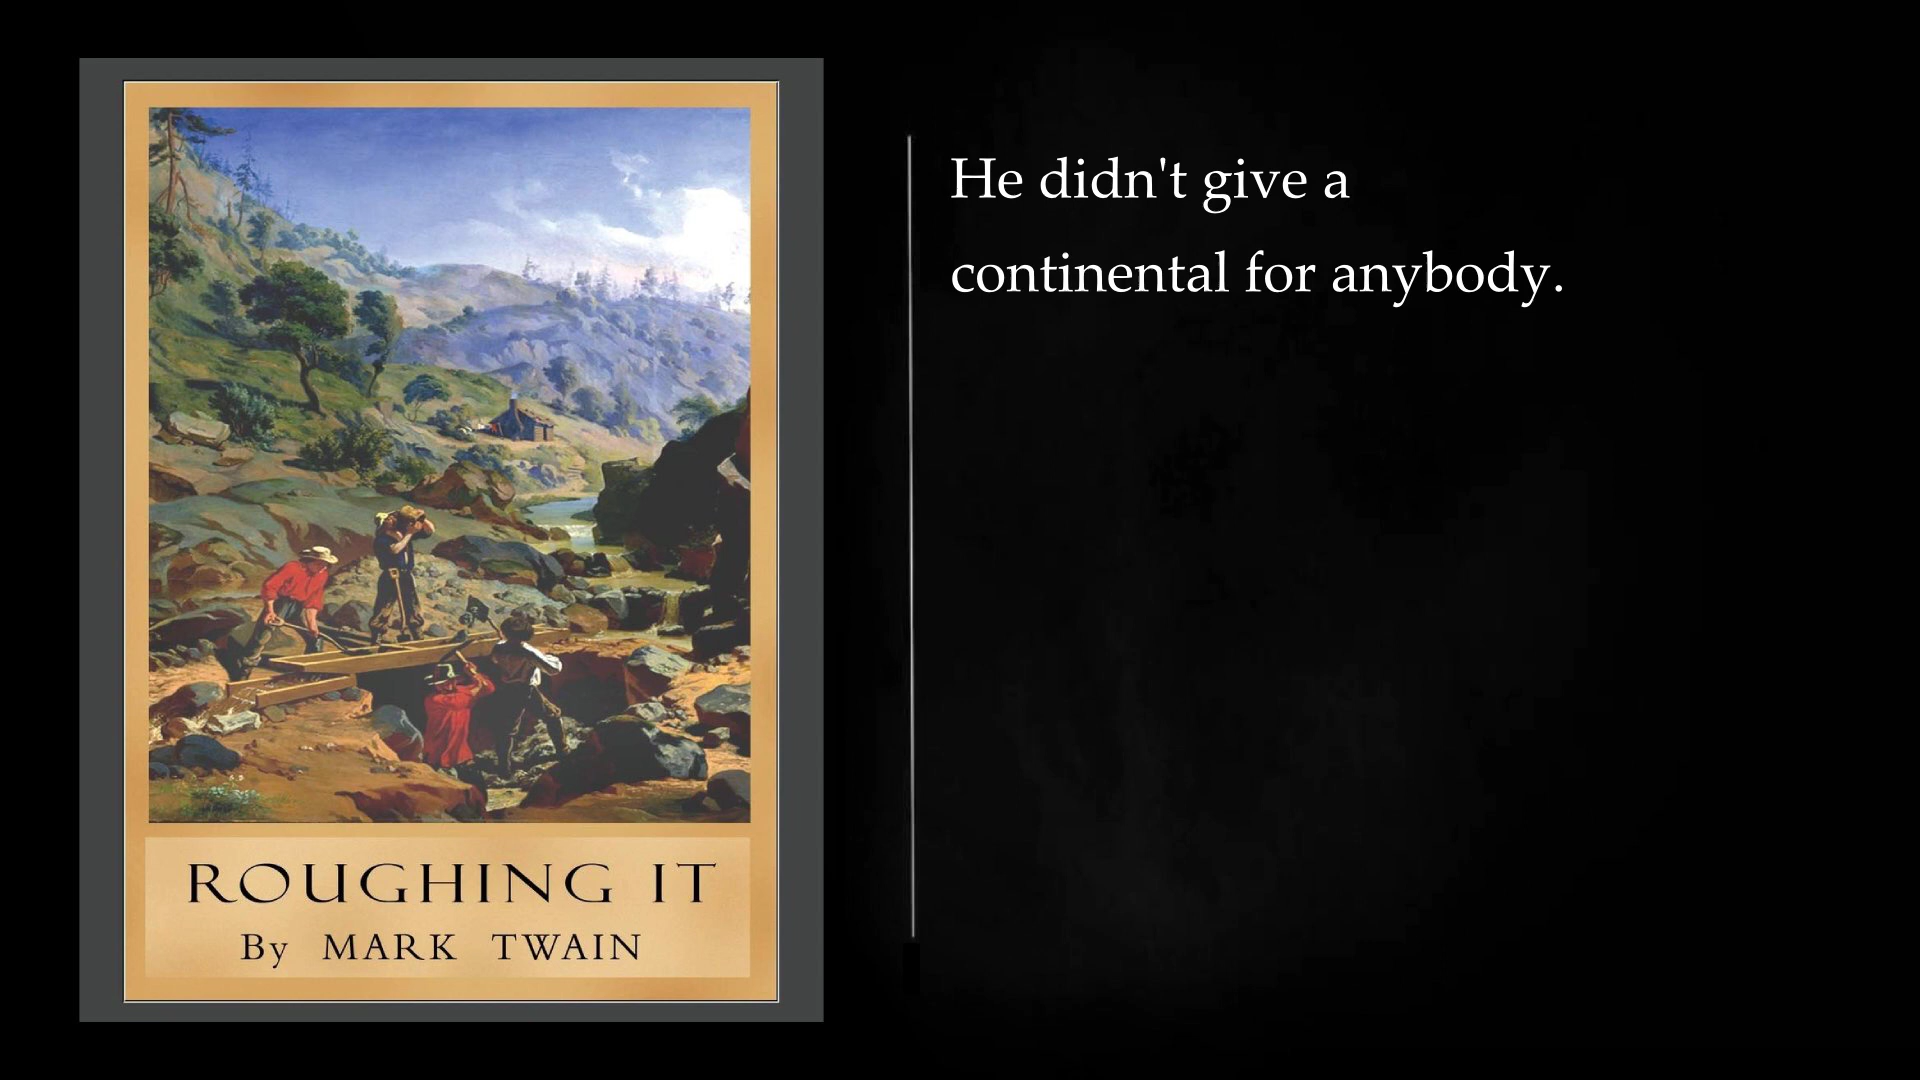 ROUGHING IT
By MARK TWAIN
He didn't give a
continental for anybody.